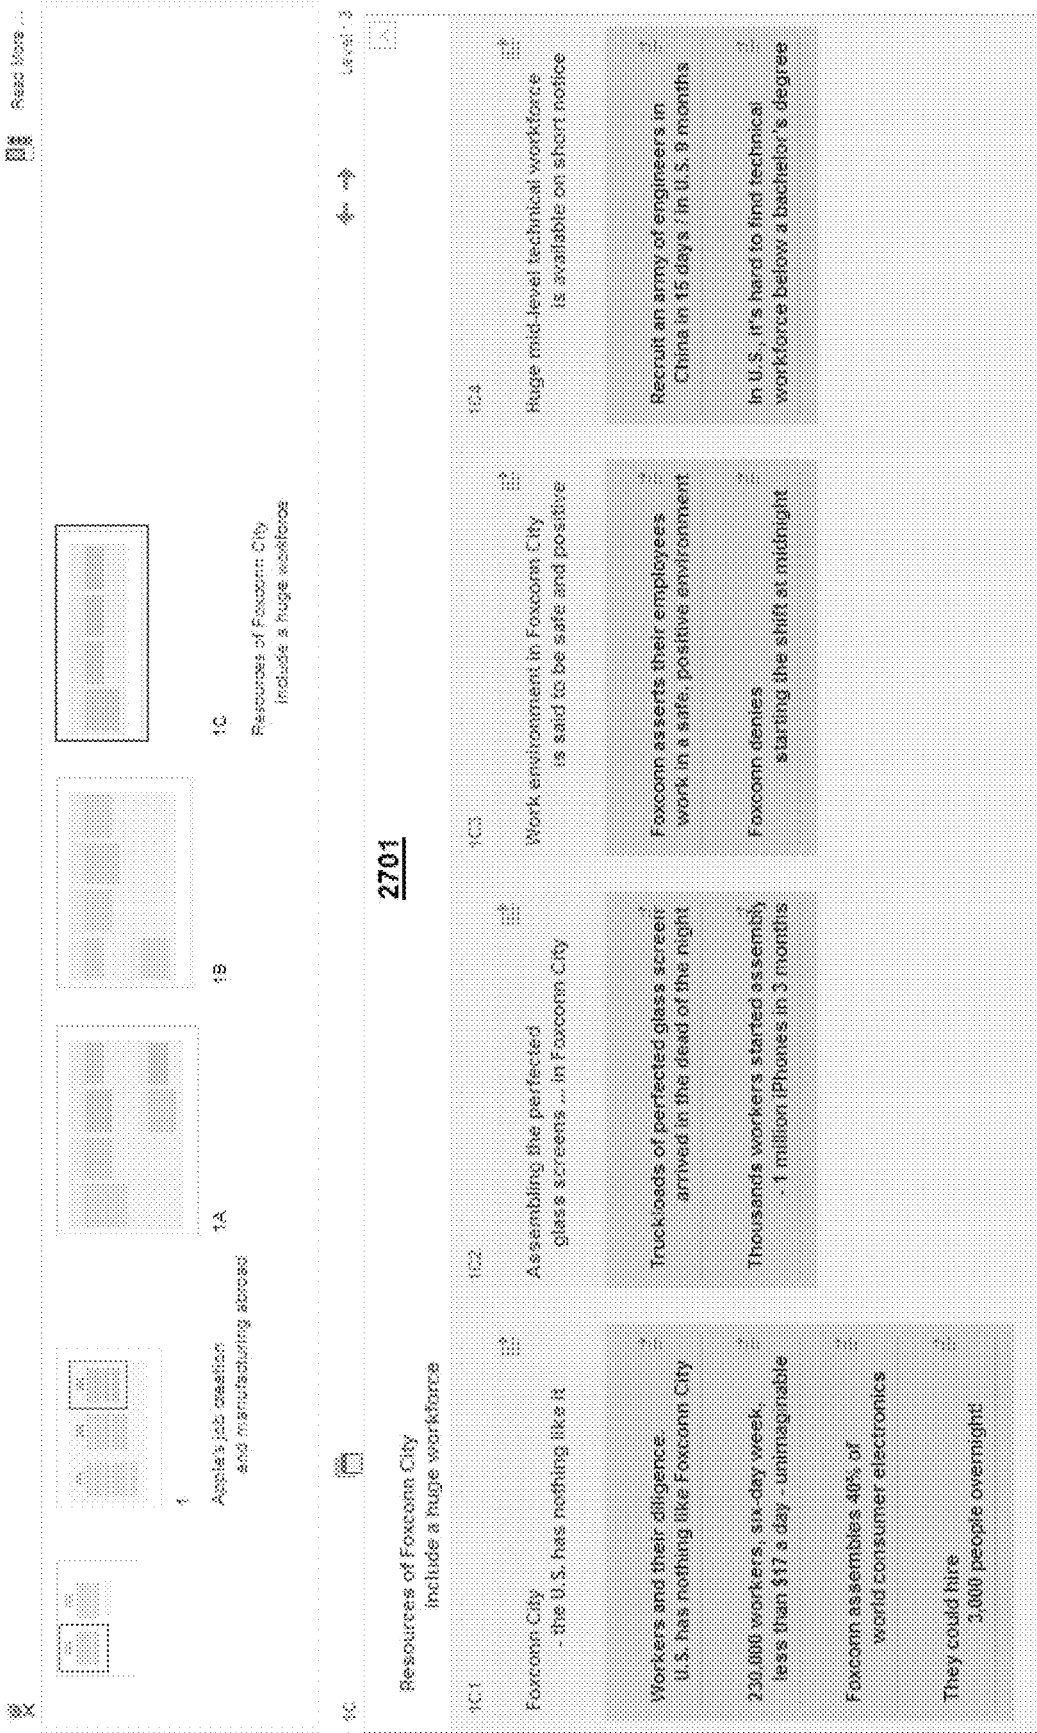 Read More ...
1
Apple's job creation
and manufacturing abroad
1A
1B
1C
Resources of Foxconn City
include a huge workforce
1C
Level: 3
Resources of Foxconn City
include a huge workforce
2701
1C1
Foxconn City
- the U.S. has nothing like it
Workers and their diligence.
U.S. has nothing like Foxconn City
230,000 workers, six-day week,
less than $17 a day - unimaginable
Foxconn assembles 40% of
world consumer electronics
They could hire
3,000 people overnight!
1C2
Assembling the perfected
glass screens ... in Foxconn City
Truckloads of perfected glass screen
arrived in the dead of the night
Thousands workers started assembly
- 1 million iPhones in 3 months
1C3
Work environment in Foxconn City
is said to be safe and positive
Foxconn asserts their employees
work in a safe, positive environment
Foxconn denies
starting the shift at midnight
1C4
Huge mid-level technical workforce
is available on short notice
Recruit an army of engineers in
China in 15 days / in U.S. 9 months
In U.S., it's hard to find technical
workforce below a bachelor's degree